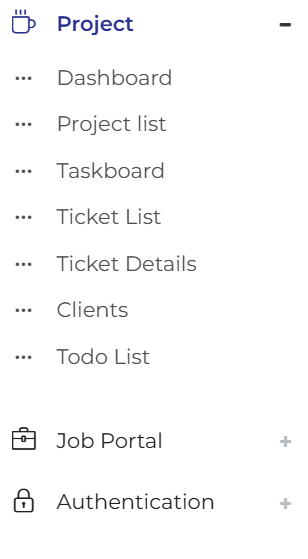 Project
Dashboard
Project list
Taskboard
Ticket List
Ticket Details
Clients
Todo List
Job Portal
Authentication